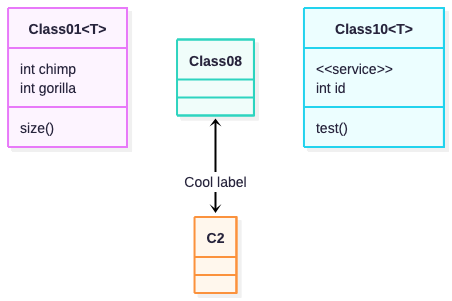 Class01<T>
int chimp
int gorilla
size()
Class08
Cool label
C2
Class10<T>
<<service>>
int id
test()